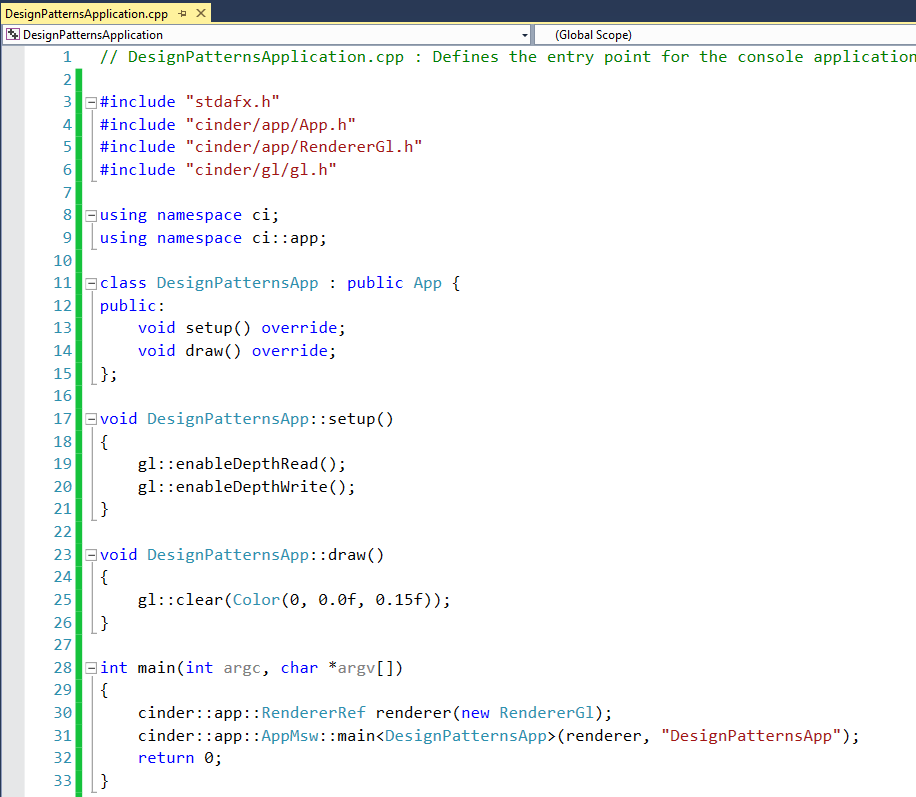 DesignPatternsApplication.cpp
DesignPatternsApplication (Global Scope)
1 // DesignPatternsApplication.cpp : Defines the entry point for the console application
2
3 #include "stdafx.h"
4 #include "cinder/app/App.h"
5 #include "cinder/app/RendererGl.h"
6 #include "cinder/gl/gl.h"
7
8 using namespace ci;
9 using namespace ci::app;
10
11 class DesignPatternsApp : public App {
12 public:
13     void setup() override;
14     void draw() override;
15 };
16
17 void DesignPatternsApp::setup()
18 {
19     gl::enableDepthRead();
20     gl::enableDepthWrite();
21 }
22
23 void DesignPatternsApp::draw()
24 {
25     gl::clear(Color(0, 0.0f, 0.15f));
26 }
27
28 int main(int argc, char *argv[])
29 {
30     cinder::app::RendererRef renderer(new RendererGl);
31     cinder::app::AppMsw::main<DesignPatternsApp>(renderer, "DesignPatternsApp");
32     return 0;
33 }